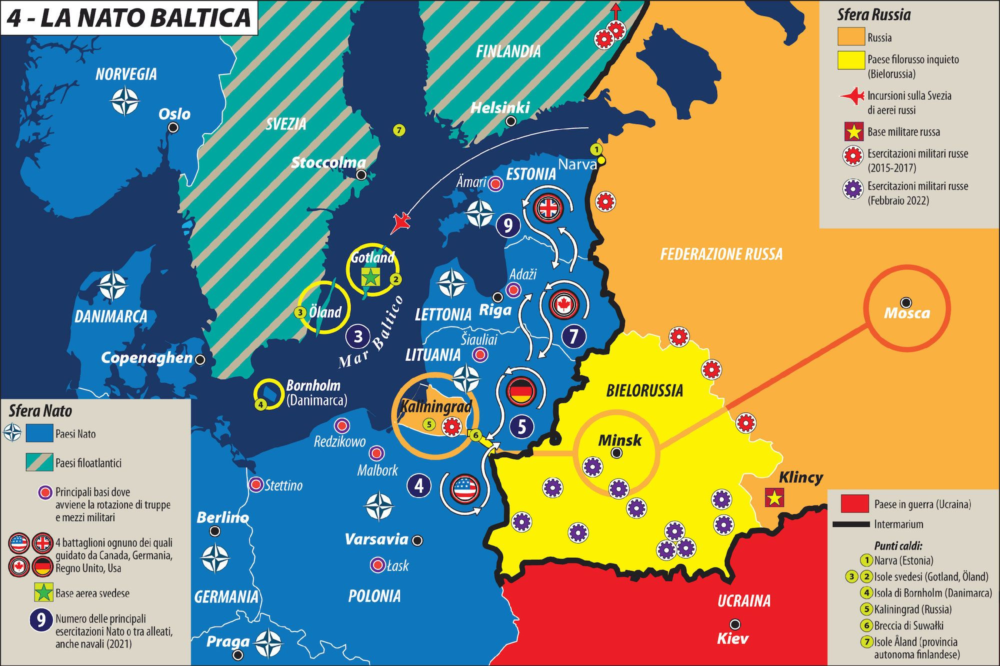 4 - LA NATO BALTICA
Sfera Russia
Russia
Paese filorusso inquieto
(Bielorussia)
Incursioni sulla Svezia
di aerei russi
Base militare russa
Esercitazioni militari russe
(2015-2017)
Esercitazioni militari russe
(Febbraio 2022)
NORVEGIA
Oslo
SVEZIA
FINLANDIA
Helsinki
7
Stoccolma
1
Narva
Ämari
ESTONIA
9
FEDERAZIONE RUSSA
Gotland
2
Adaži
Riga
LETTONIA
3
Öland
3
Mar Baltico
7
Mosca
DANIMARCA
Copenaghen
Šiauliai
LITUANIA
Bornholm
(Danimarca)
4
Kaliningrad
5
6
5
BIELORUSSIA
Minsk
Redzikowo
Malbork
4
Stettino
Klincy
Berlino
Varsavia
Łask
GERMANIA
POLONIA
Praga
UCRAINA
Kiev
Sfera Nato
Paesi Nato
Paesi filoatlantici
Principali basi dove
avviene la rotazione di truppe
e mezzi militari
4 battaglioni ognuno dei quali
guidato da Canada, Germania,
Regno Unito, Usa
Base aerea svedese
9
Numero delle principali
esercitazioni Nato o tra alleati,
anche navali (2021)
Paese in guerra (Ucraina)
Intermarium
Punti caldi:
1 Narva (Estonia)
3 2 Isole svedesi (Gotland, Öland)
4 Isola di Bornholm (Danimarca)
5 Kaliningrad (Russia)
6 Breccia di Suwałki
7 Isole Åland (provincia
autonoma finlandese)